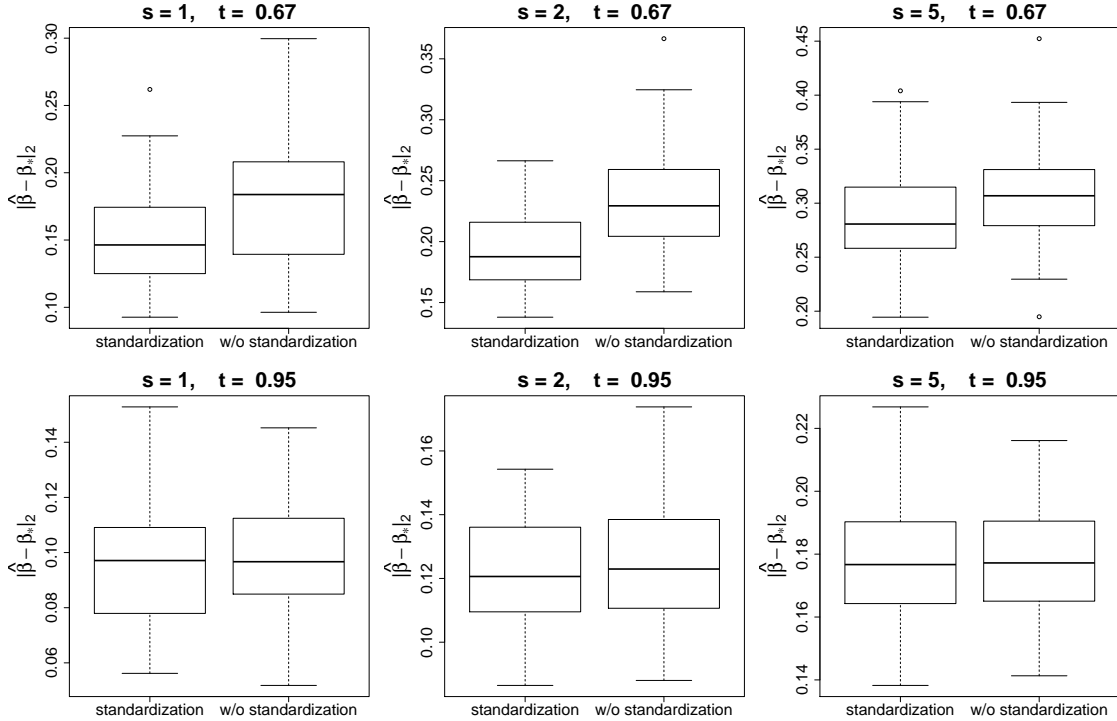 s = 1, t = 0.67
|β̂ − β*|2
0.30
0.25
0.20
0.15
0.10
standardization w/o standardization
s = 2, t = 0.67
|β̂ − β*|2
0.35
0.30
0.25
0.20
0.15
standardization w/o standardization
s = 5, t = 0.67
|β̂ − β*|2
0.45
0.40
0.35
0.30
0.25
0.20
standardization w/o standardization
s = 1, t = 0.95
|β̂ − β*|2
0.14
0.12
0.10
0.08
0.06
standardization w/o standardization
s = 2, t = 0.95
|β̂ − β*|2
0.16
0.14
0.12
0.10
standardization w/o standardization
s = 5, t = 0.95
|β̂ − β*|2
0.22
0.20
0.18
0.16
0.14
standardization w/o standardization